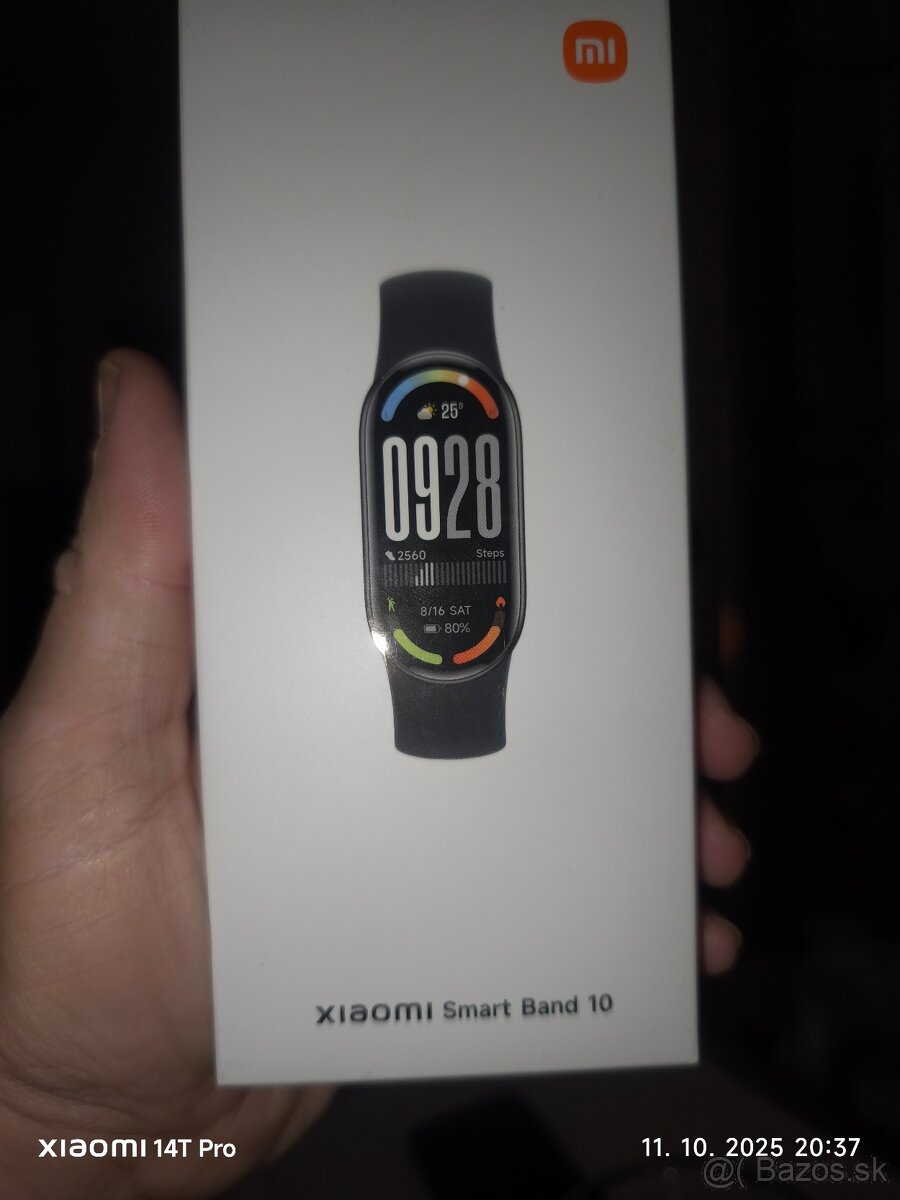 mi
25°
0928
2560 Steps
8/16 SAT
80%
xiaomi Smart Band 10
xiaomi 14T Pro
11. 10. 2025 20:37
@( Bazos.sk